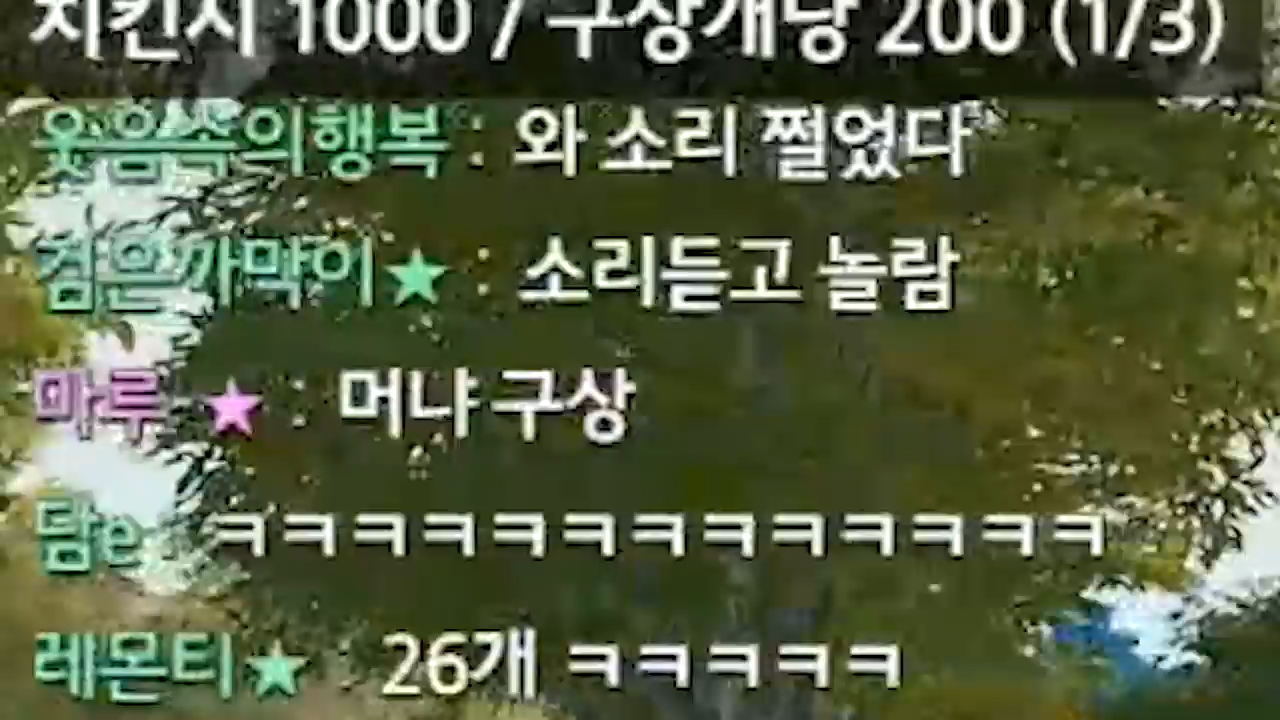 치킨시 1000 / 구상개당 200 (1/3)
웃음속의행복 : 와 소리 쩔었다
검은까막이★ : 소리듣고 놀람
마루 ★ : 머냐 구상
담e : ㅋㅋㅋㅋㅋㅋㅋㅋㅋㅋㅋㅋㅋ
레몬티★ 26개 ㅋㅋㅋㅋㅋ